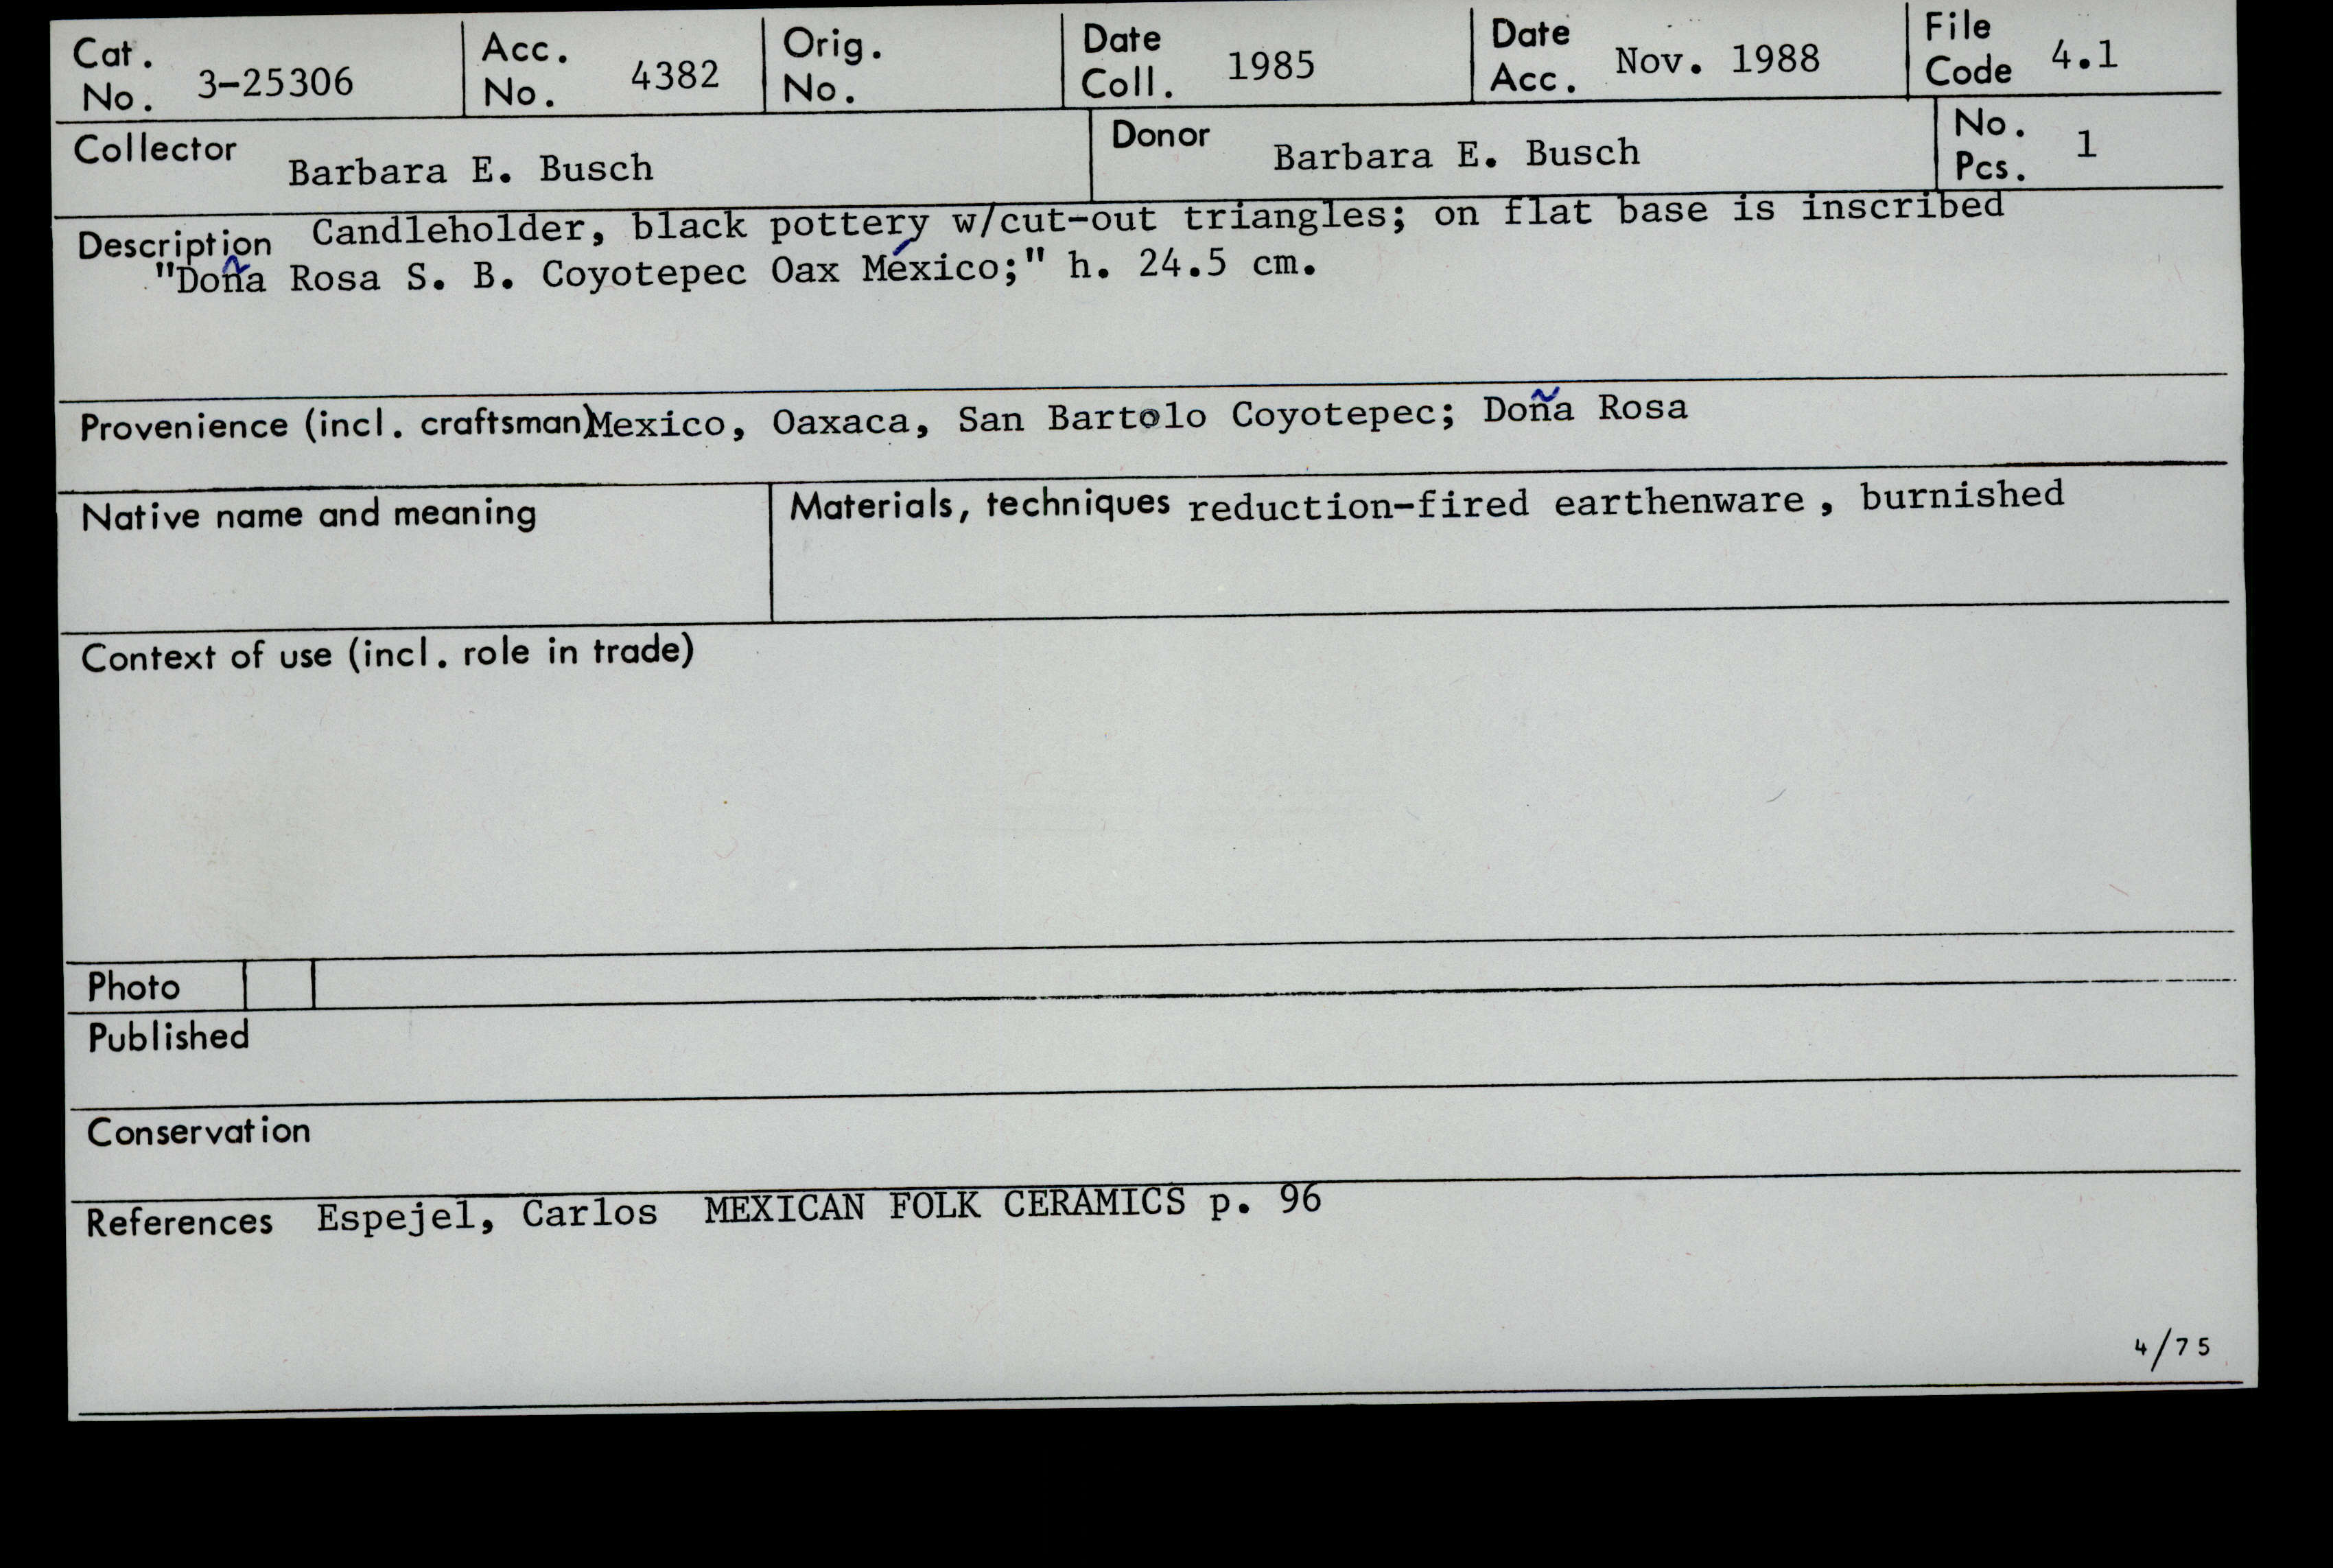 Cat. No. 3-25306 Acc. No. 4382 Orig. No. Date Coll. 1985 Date Acc. Nov. 1988 File Code 4.1
Collector Barbara E. Busch Donor Barbara E. Busch No. Pcs. 1
Description Candleholder, black pottery w/cut-out triangles; on flat base is inscribed
"Doña Rosa S. B. Coyotepec Oax México;" h. 24.5 cm.
Provenience (incl. craftsman) Mexico, Oaxaca, San Bartolo Coyotepec; Doña Rosa
Native name and meaning Materials, techniques reduction-fired earthenware, burnished
Context of use (incl. role in trade)
Photo
Published
Conservation
References Espejel, Carlos MEXICAN FOLK CERAMICS p. 96
4/75